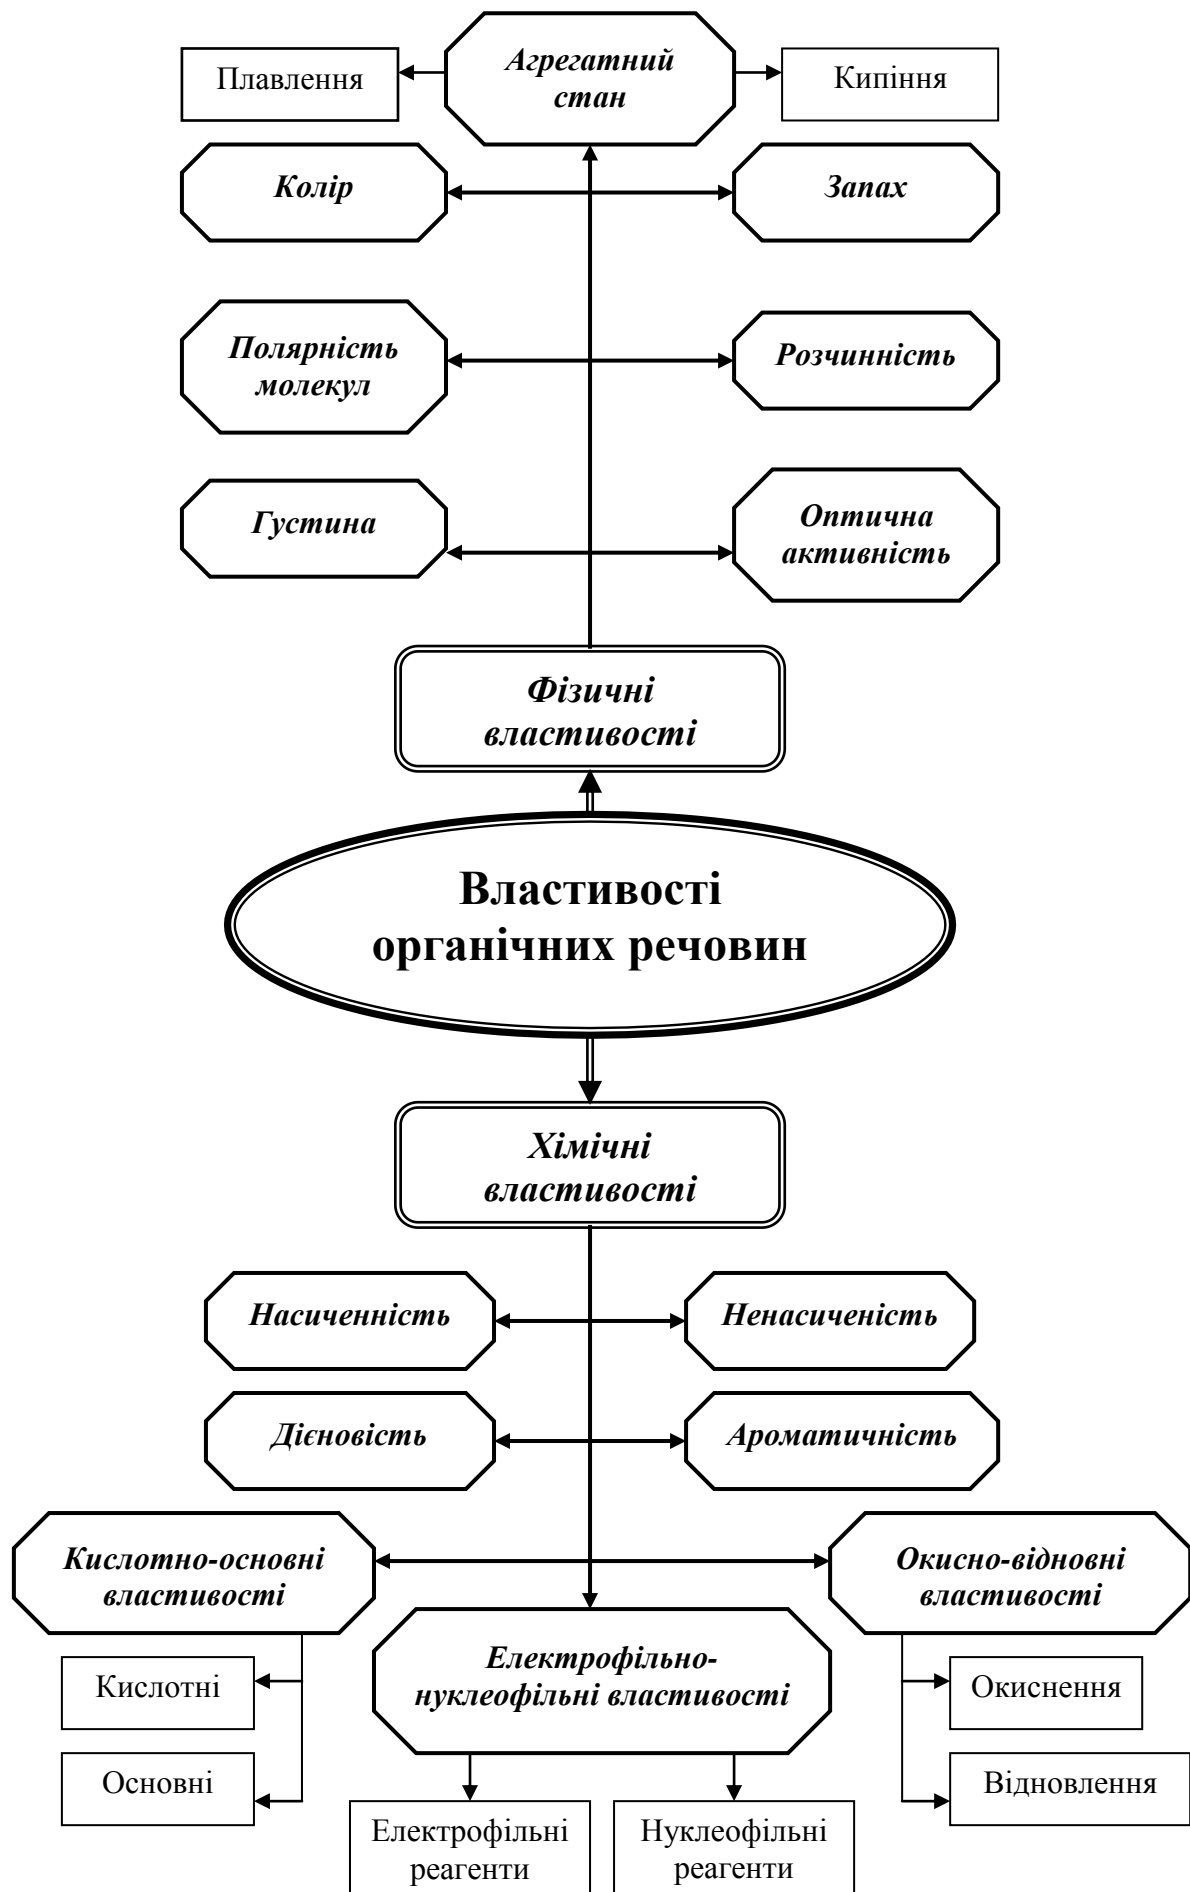 Агрегатний
стан
Плавлення
Кипіння
Колір
Запах
Полярність
молекул
Розчинність
Густина
Оптична
активність
Фізичні
властивості
Властивості
органічних речовин
Хімічні
властивості
Насиченність
Ненасиченість
Дієновість
Ароматичність
Кислотно-основні
властивості
Окисно-відновні
властивості
Електрофільно-
нуклеофільні властивості
Кислотні
Окиснення
Основні
Відновлення
Електрофільні
реагенти
Нуклеофільні
реагенти